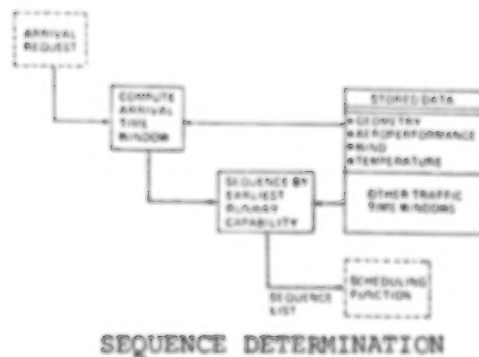 ARRIVAL
REQUEST
COMPUTE
ARRIVAL
TIME
WINDOW
STORED DATA
GEOMETRY
AEROPERFORMANCE
WIND
TEMPERATURE
OTHER TRAFFIC
TIME WINDOWS
SEQUENCE BY
EARLIEST
RUNWAY
CAPABILITY
SEQUENCE
LIST
SCHEDULING
FUNCTION
SEQUENCE DETERMINATION